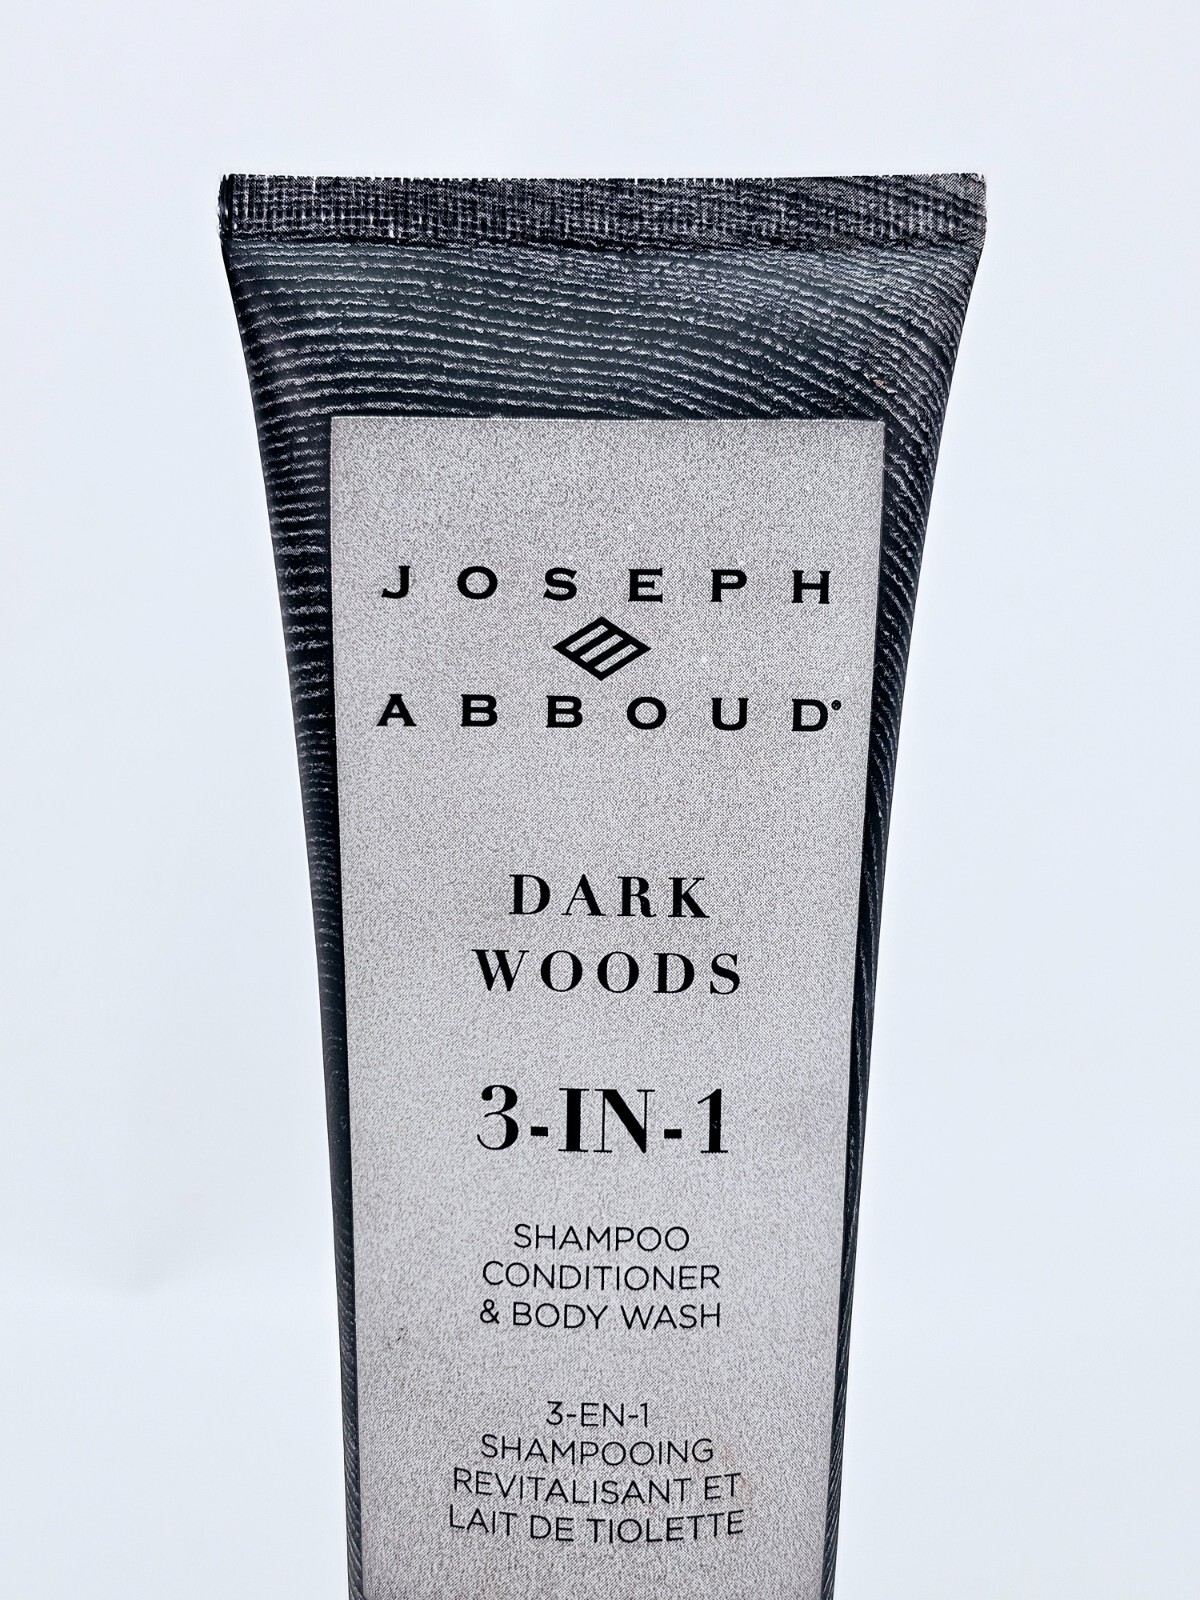 JOSEPH
ABBOUD®
DARK
WOODS
3-IN-1
SHAMPOO
CONDITIONER
& BODY WASH
3-EN-1
SHAMPOOING
REVITALISANT ET
LAIT DE TIOLETTE